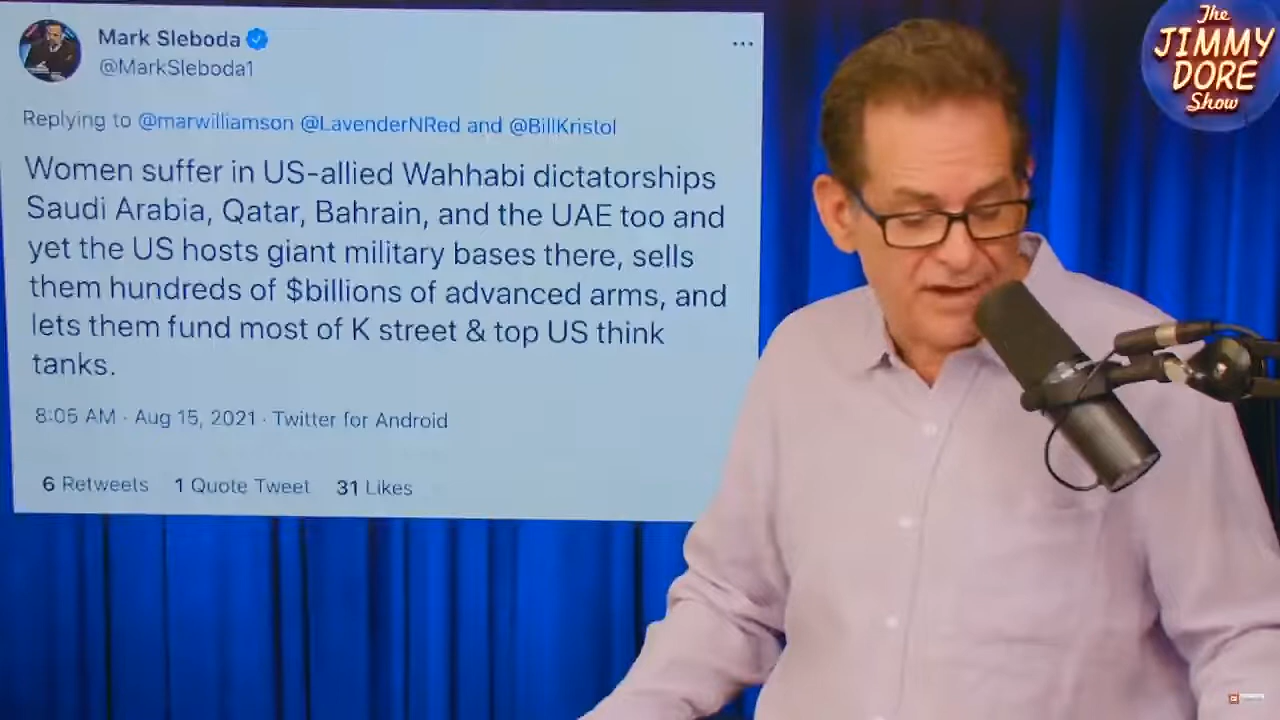 Mark Sleboda
@MarkSleboda1
Replying to @marwilliamson @LavenderNRed and @BillKristol
Women suffer in US-allied Wahhabi dictatorships
Saudi Arabia, Qatar, Bahrain, and the UAE too and
yet the US hosts giant military bases there, sells
them hundreds of $billions of advanced arms, and
lets them fund most of K street & top US think
tanks.
8:05 AM · Aug 15, 2021 · Twitter for Android
6 Retweets 1 Quote Tweet 31 Likes
The
JIMMY
DORE
Show